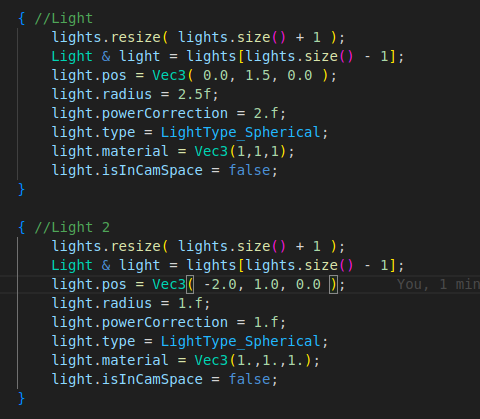 { //Light
    lights.resize( lights.size() + 1 );
    Light & light = lights[lights.size() - 1];
    light.pos = Vec3( 0.0, 1.5, 0.0 );
    light.radius = 2.5f;
    light.powerCorrection = 2.f;
    light.type = LightType_Spherical;
    light.material = Vec3(1,1,1);
    light.isInCamSpace = false;
}
{ //Light 2
    lights.resize( lights.size() + 1 );
    Light & light = lights[lights.size() - 1];
    light.pos = Vec3( -2.0, 1.0, 0.0 ); You, 1 min
    light.radius = 1.f;
    light.powerCorrection = 1.f;
    light.type = LightType_Spherical;
    light.material = Vec3(1.,1.,1.);
    light.isInCamSpace = false;
}